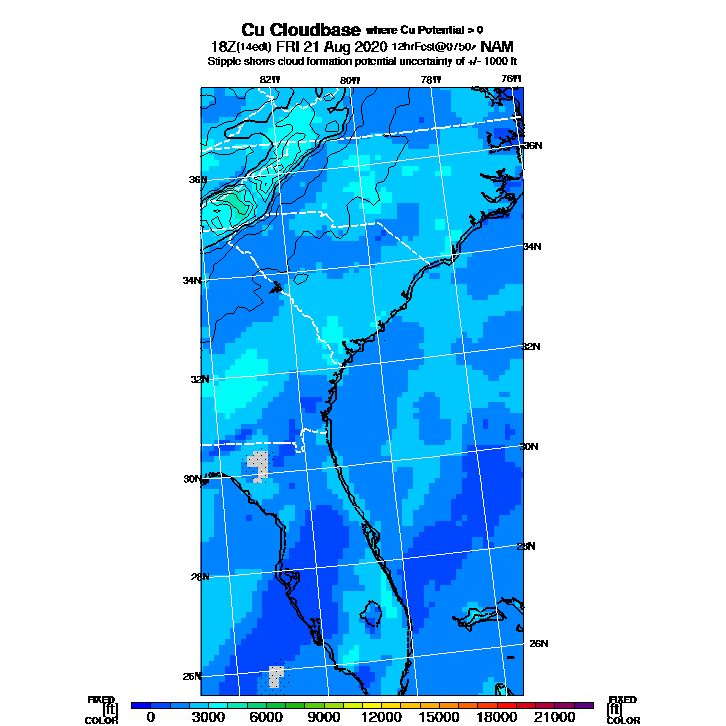 Cu Cloudbase where Cu Potential > 0
18Z(14edt) FRI 21 Aug 2020 12hrFcst@0750z NAM
Stipple shows cloud formation potential uncertainty of +/- 1000 ft
82W 80W 78W 76W
36N
36N
34N
34N
32N
32N
30N
30N
28N
28N
26N
26N
FIXED FIXED
[ft] [ft]
COLOR COLOR
0 3000 6000 9000 12000 15000 18000 21000